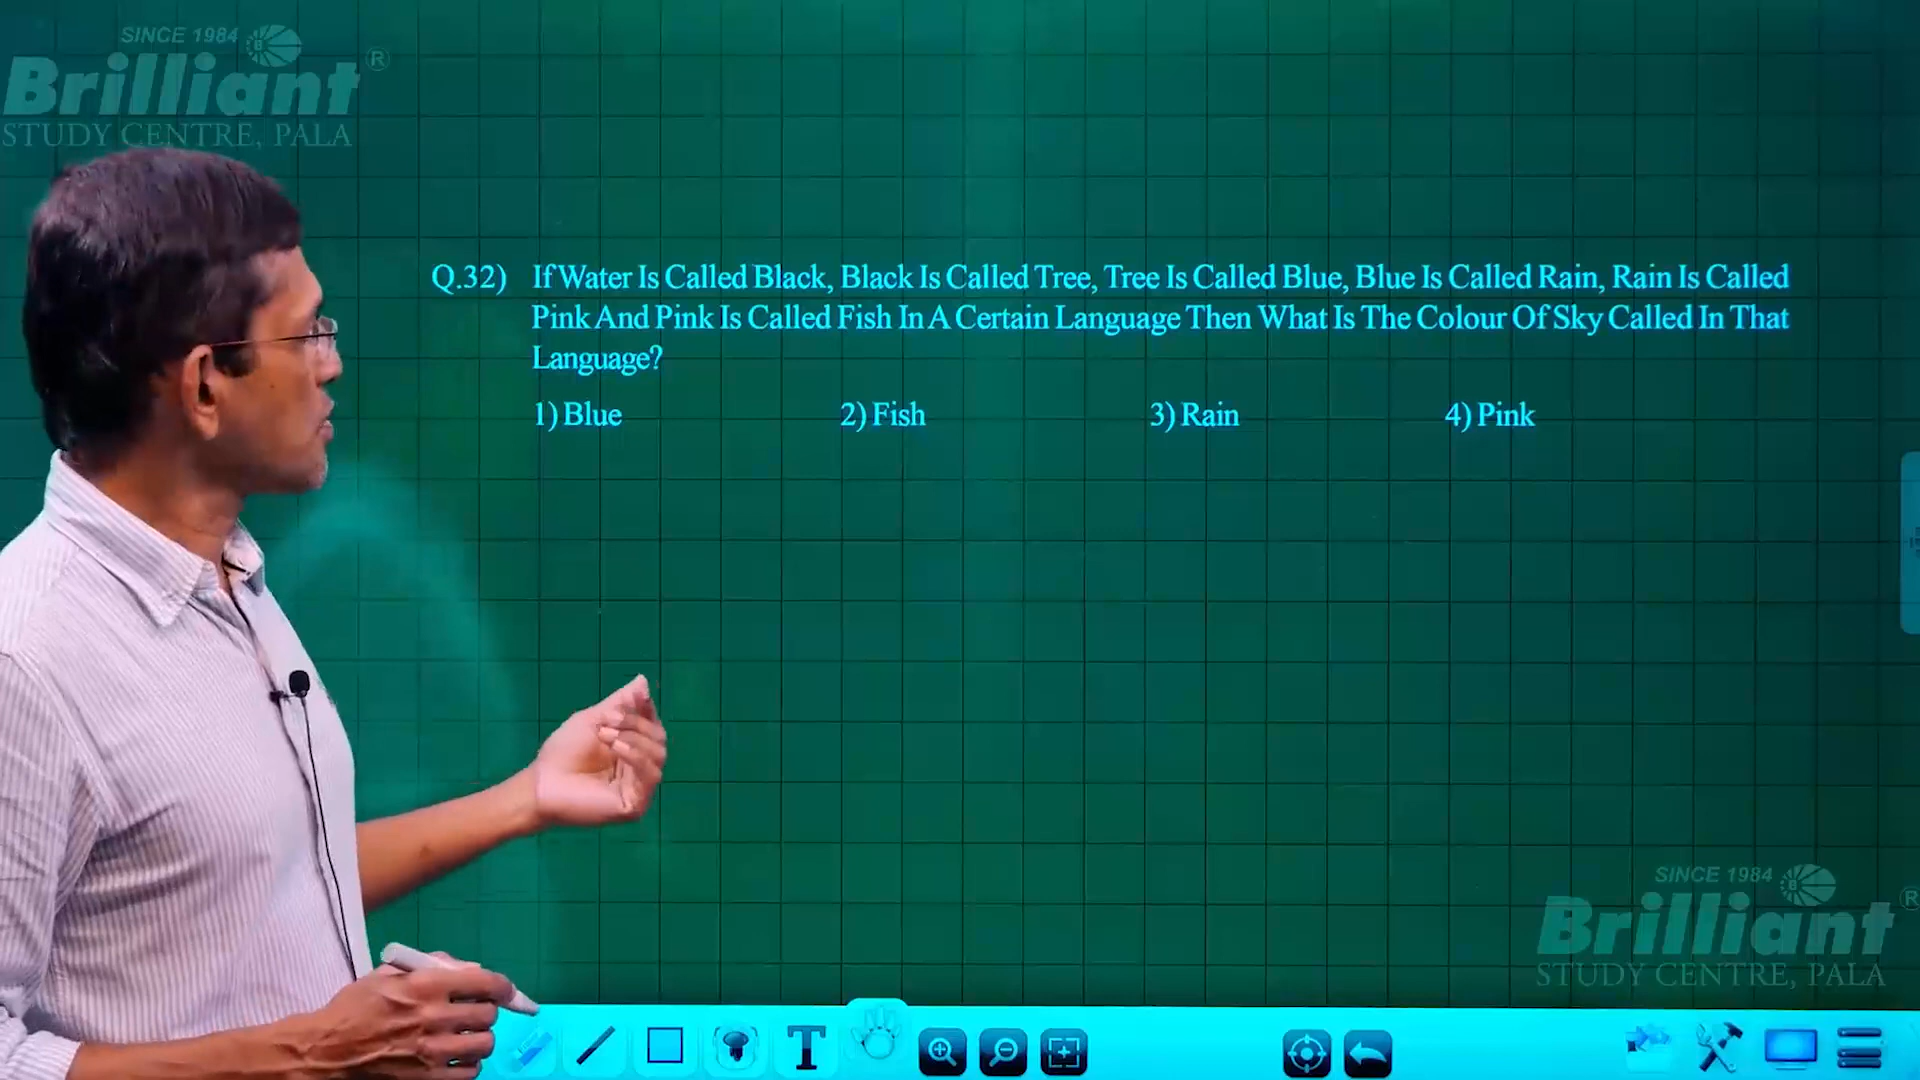 SINCE 1984
Brilliant ®
STUDY CENTRE, PALA
Q.32) If Water Is Called Black, Black Is Called Tree, Tree Is Called Blue, Blue Is Called Rain, Rain Is Called
Pink And Pink Is Called Fish In A Certain Language Then What Is The Colour Of Sky Called In That
Language?
1) Blue 2) Fish 3) Rain 4) Pink
SINCE 1984
Brilliant ®
STUDY CENTRE, PALA
T